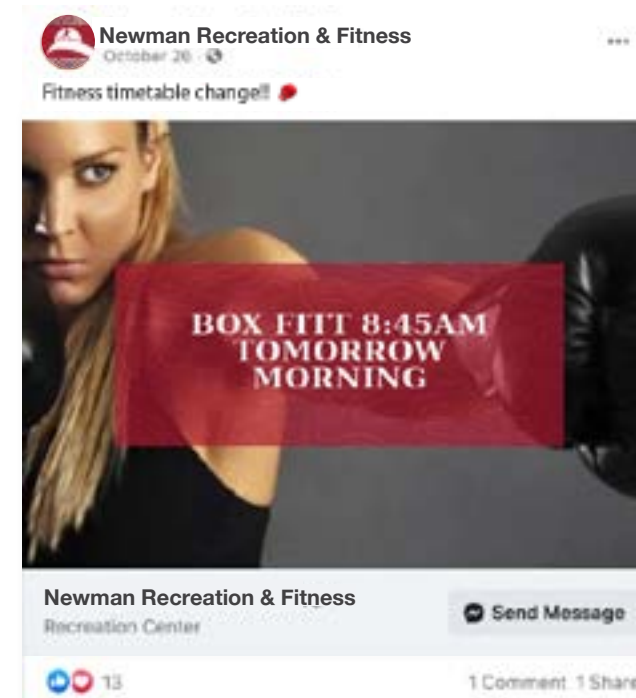 Newman Recreation & Fitness
October 26
Fitness timetable change!!
BOX FITT 8:45AM
TOMORROW
MORNING
Newman Recreation & Fitness
Recreation Center
Send Message
13
1 Comment 1 Share